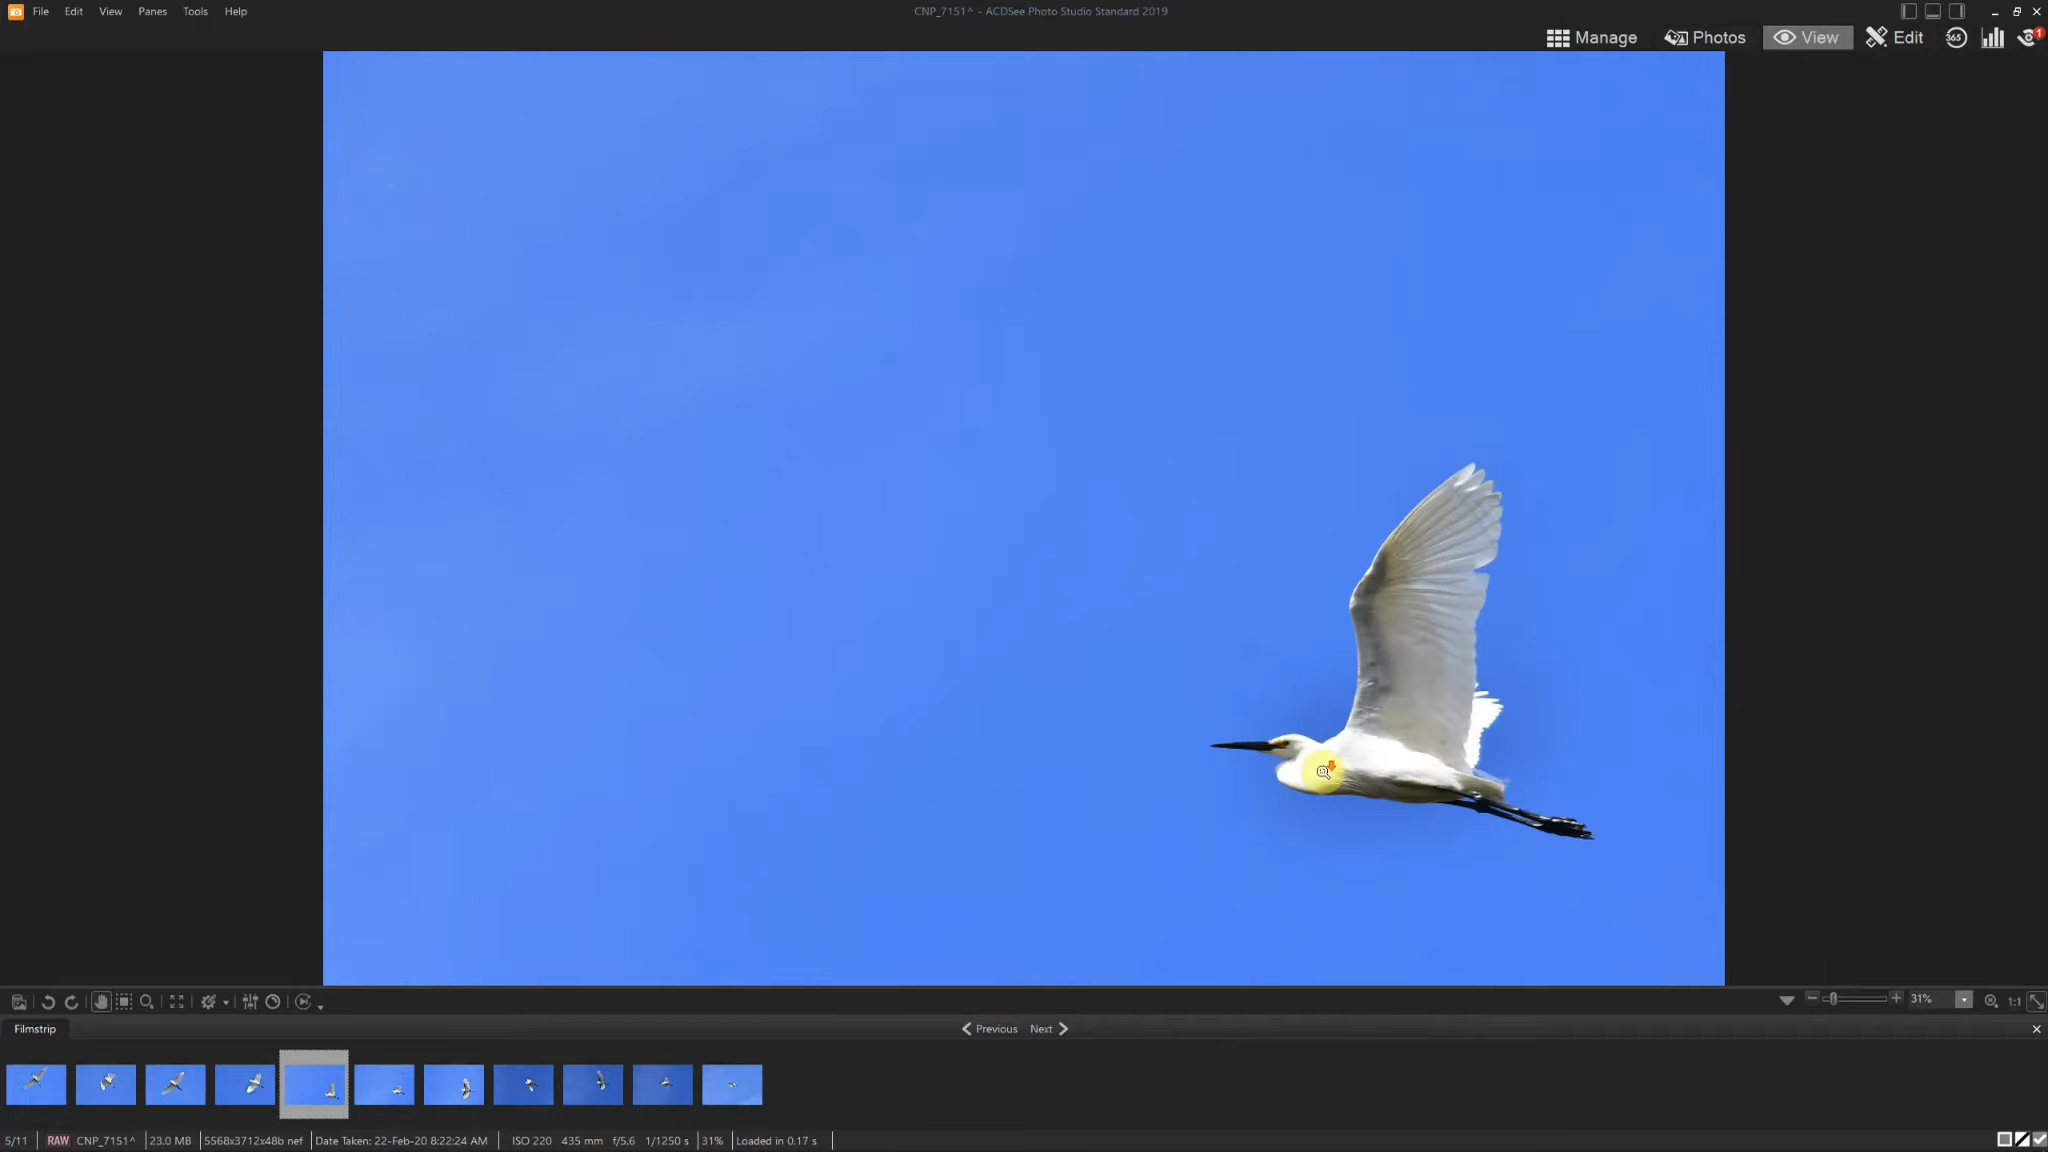 File Edit View Panes Tools Help
CNP_7151^ - ACDSee Photo Studio Standard 2019
Manage Photos View Edit 365 1
31% 1:1
Filmstrip
Previous Next
5/11 RAW CNP_7151^ 23.0 MB 5568x3712x48b nef Date Taken: 22-Feb-20 8:22:24 AM ISO 220 435 mm f/5.6 1/1250 s 31% Loaded in 0.17 s